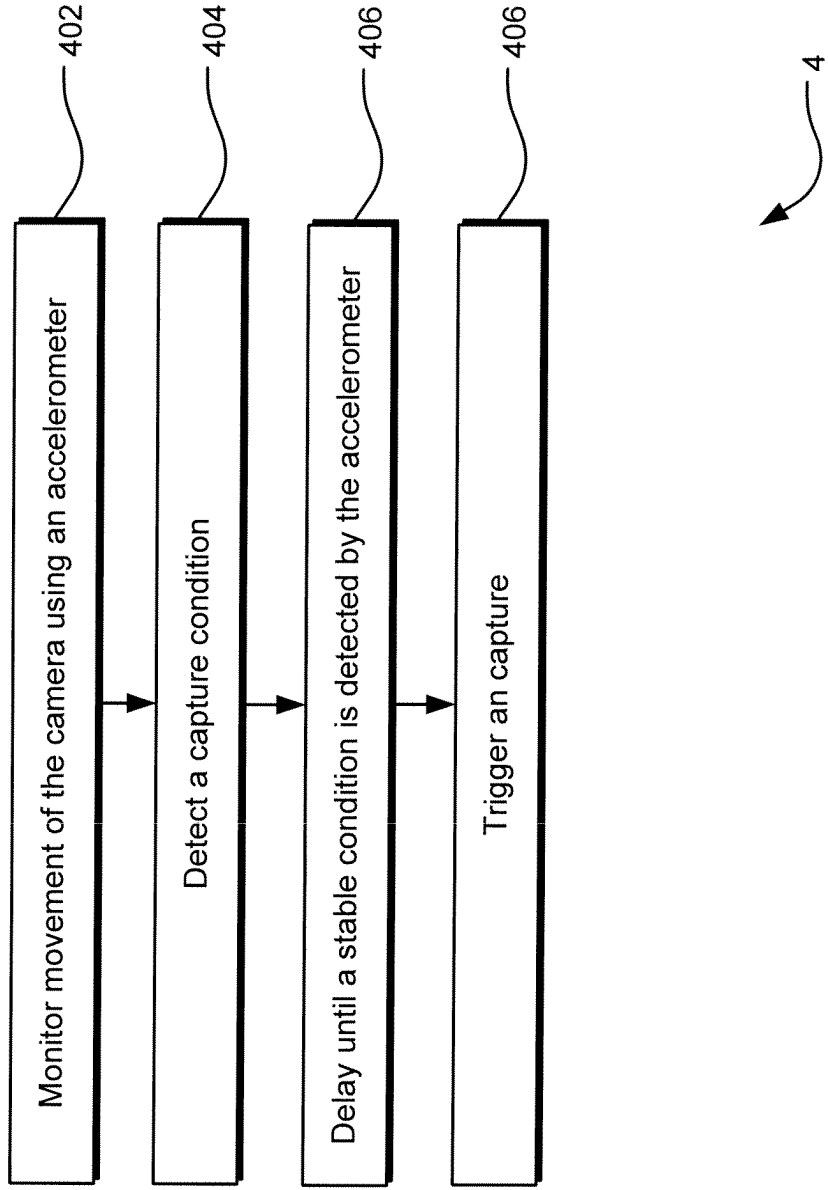 Monitor movement of the camera using an accelerometer
402
Detect a capture condition
404
Delay until a stable condition is detected by the accelerometer
406
Trigger an capture
406
4